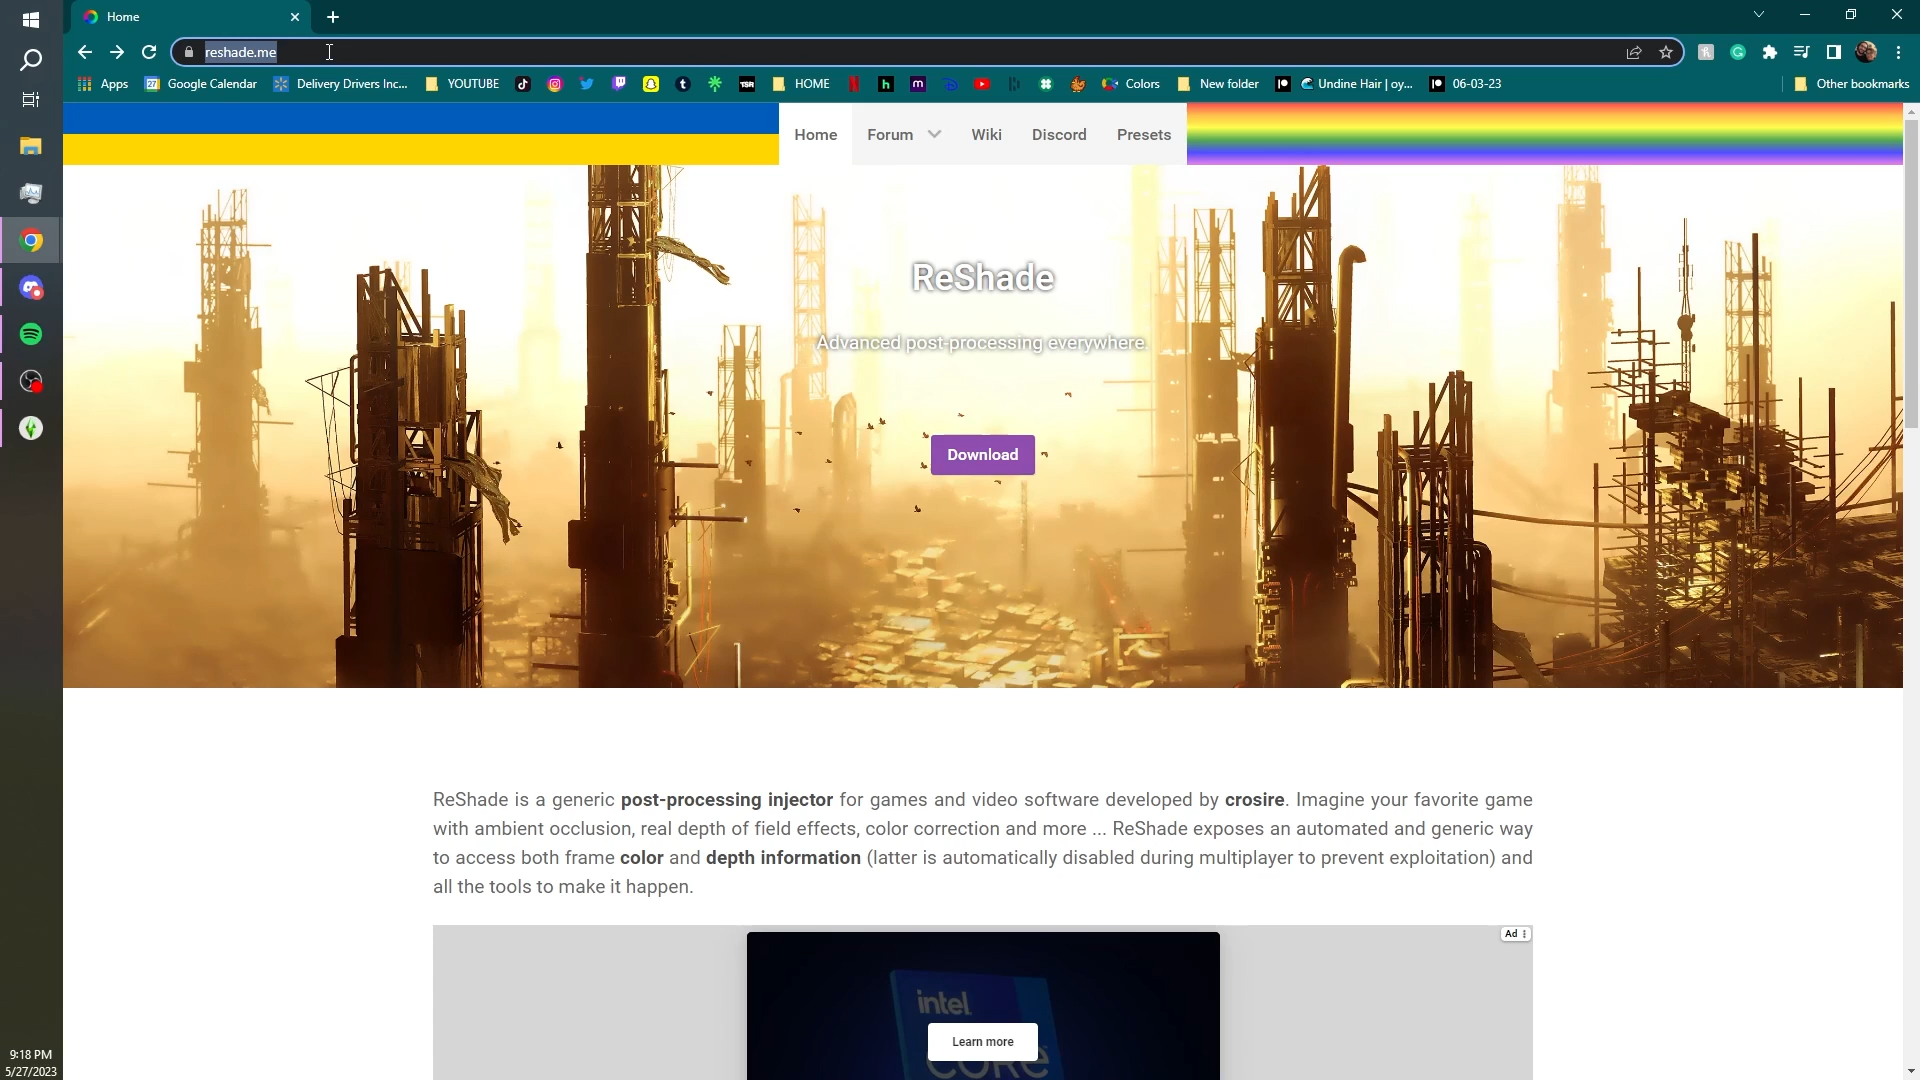 Home
reshade.me
Apps
Google Calendar
Delivery Drivers Inc...
YOUTUBE
TSR
HOME
h
m
Colors
New folder
Undine Hair | oy...
06-03-23
Other bookmarks
Home
Forum
Wiki
Discord
Presets
ReShade
Advanced post-processing everywhere.
Download
ReShade is a generic post-processing injector for games and video software developed by crosire. Imagine your favorite game
with ambient occlusion, real depth of field effects, color correction and more ... ReShade exposes an automated and generic way
to access both frame color and depth information (latter is automatically disabled during multiplayer to prevent exploitation) and
all the tools to make it happen.
Ad
intel
Learn more
CORE
9:18 PM
5/27/2023